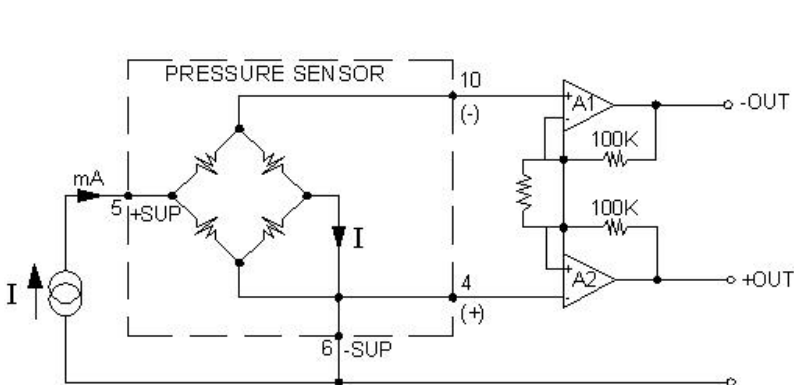 PRESSURE SENSOR
10
(-)
+
A1
-
-OUT
100K
mA
5
+SUP
I
100K
I
4
(+)
+
A2
-
+OUT
6
-SUP